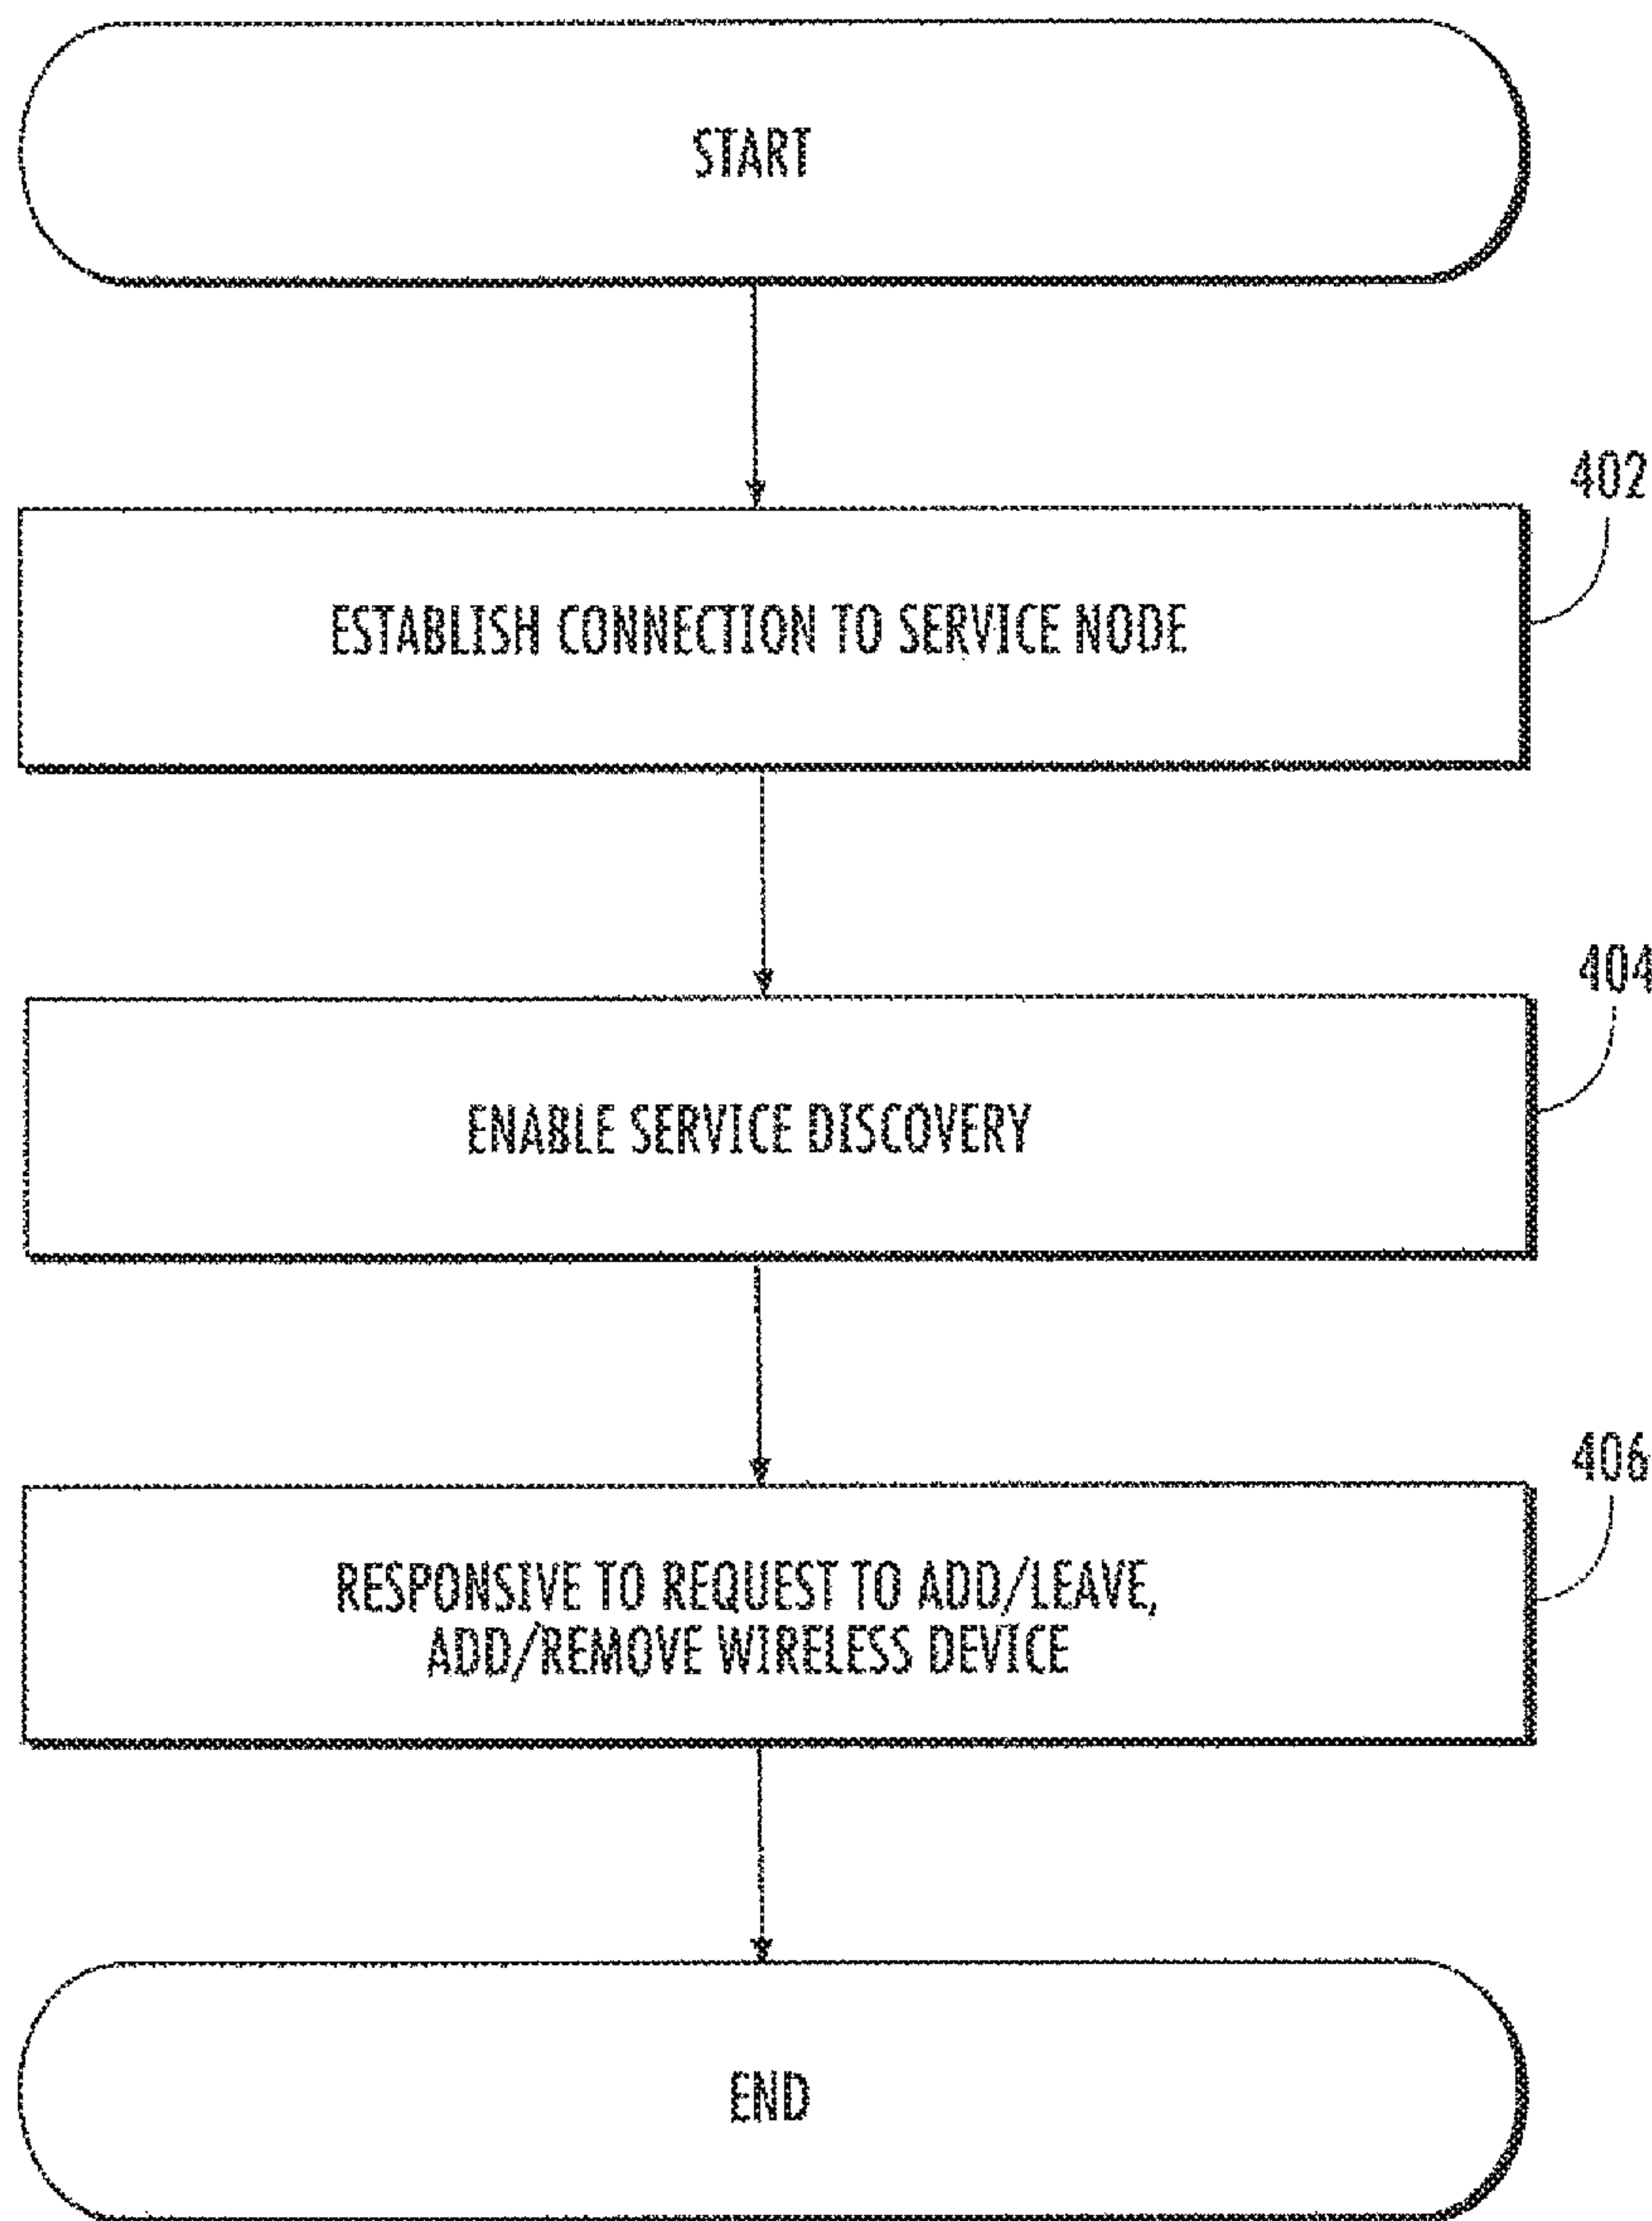 START
402
ESTABLISH CONNECTION TO SERVICE NODE
404
ENABLE SERVICE DISCOVERY
406
RESPONSIVE TO REQUEST TO ADD/LEAVE,
ADD/REMOVE WIRELESS DEVICE
END